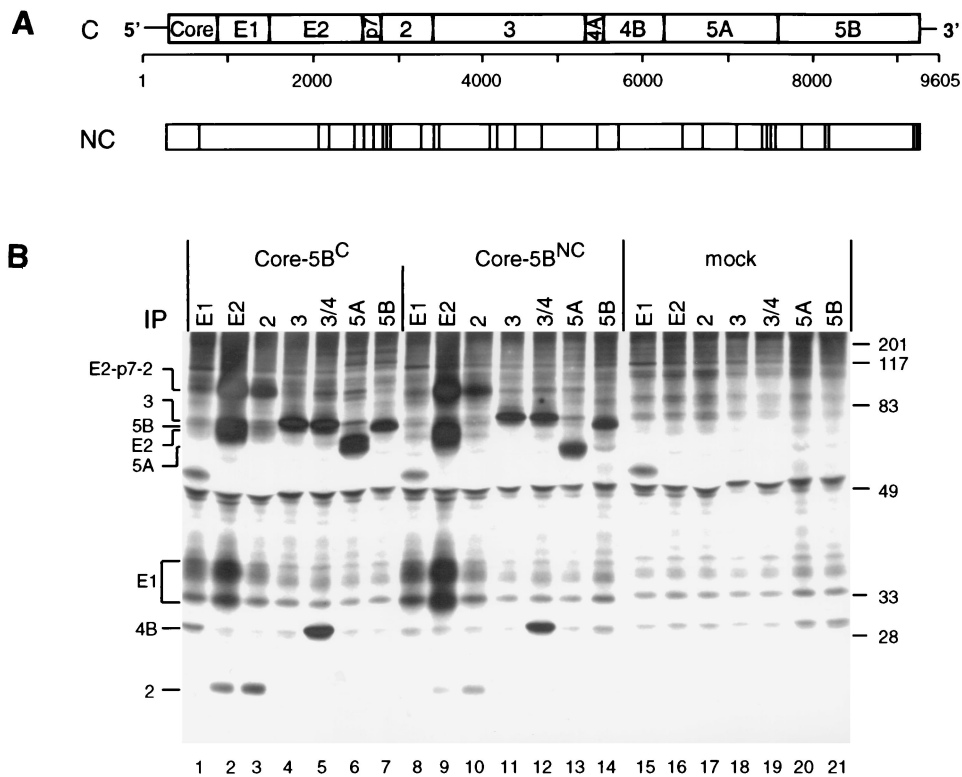 A
C 5' Core E1 E2 p7 2 3 4A 4B 5A 5B 3'
1 2000 4000 6000 8000 9605
NC
B
Core-5BC Core-5BNC mock
IP E1 E2 2 3 3/4 5A 5B E1 E2 2 3 3/4 5A 5B E1 E2 2 3 3/4 5A 5B
E2-p7-2
3
5B
E2
5A
E1
4B
2
201
117
83
49
33
28
1 2 3 4 5 6 7 8 9 10 11 12 13 14 15 16 17 18 19 20 21